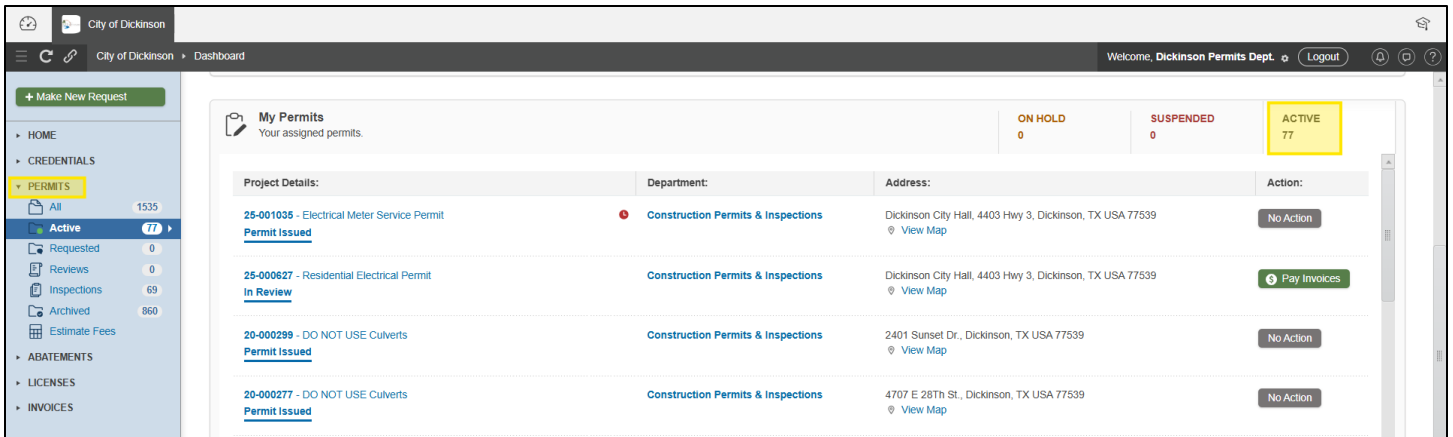 City of Dickinson
City of Dickinson ▸ Dashboard
Welcome, Dickinson Permits Dept.
Logout
+ Make New Request
HOME
CREDENTIALS
PERMITS
All 1535
Active 77
Requested 0
Reviews 0
Inspections 69
Archived 860
Estimate Fees
ABATEMENTS
LICENSES
INVOICES
My Permits
Your assigned permits.
ON HOLD
0
SUSPENDED
0
ACTIVE
77
Project Details: Department: Address: Action:
25-001035 - Electrical Meter Service Permit Construction Permits & Inspections Dickinson City Hall, 4403 Hwy 3, Dickinson, TX USA 77539 No Action
Permit Issued View Map
25-000627 - Residential Electrical Permit Construction Permits & Inspections Dickinson City Hall, 4403 Hwy 3, Dickinson, TX USA 77539 $ Pay Invoices
In Review View Map
20-000299 - DO NOT USE Culverts Construction Permits & Inspections 2401 Sunset Dr., Dickinson, TX USA 77539 No Action
Permit Issued View Map
20-000277 - DO NOT USE Culverts Construction Permits & Inspections 4707 E 28Th St., Dickinson, TX USA 77539 No Action
Permit Issued View Map